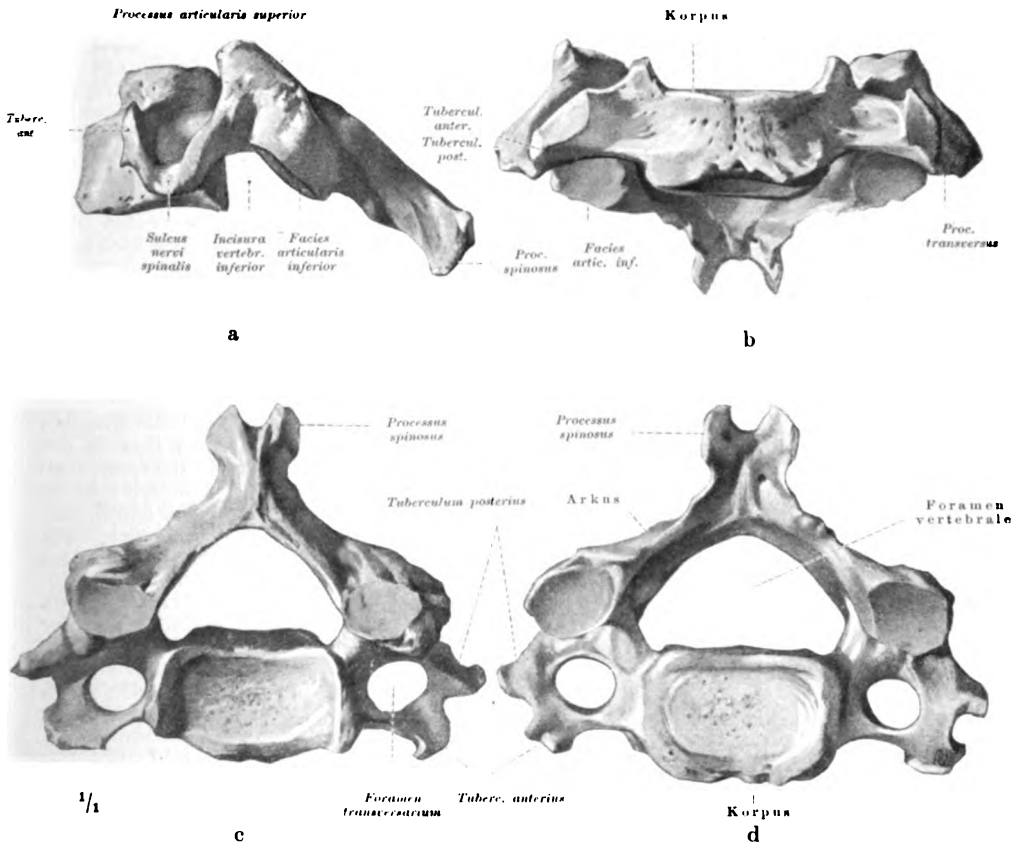 Processus articularis superior
Korpus
Tuberc.
ant
Tubercul.
anter.
Tubercul.
post.
Sulcus
nervi
spinalis
Incisura
vertebr.
inferior
Facies
articularis
inferior
Proc.
spinosus
Facies
artic. inf.
Proc.
transversus
a
b
Processus
spinosus
Processus
spinosus
Tuberculum posterius
Arkus
Foramen
vertebrale
1/1
Foramen
transversarium
Tuberc. anterius
Korpus
c
d